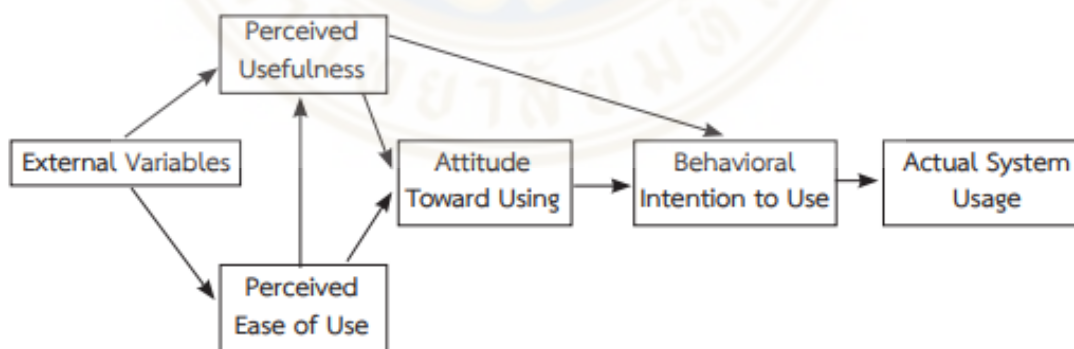 Perceived
Usefulness
External Variables
Attitude
Toward Using
Behavioral
Intention to Use
Actual System
Usage
Perceived
Ease of Use